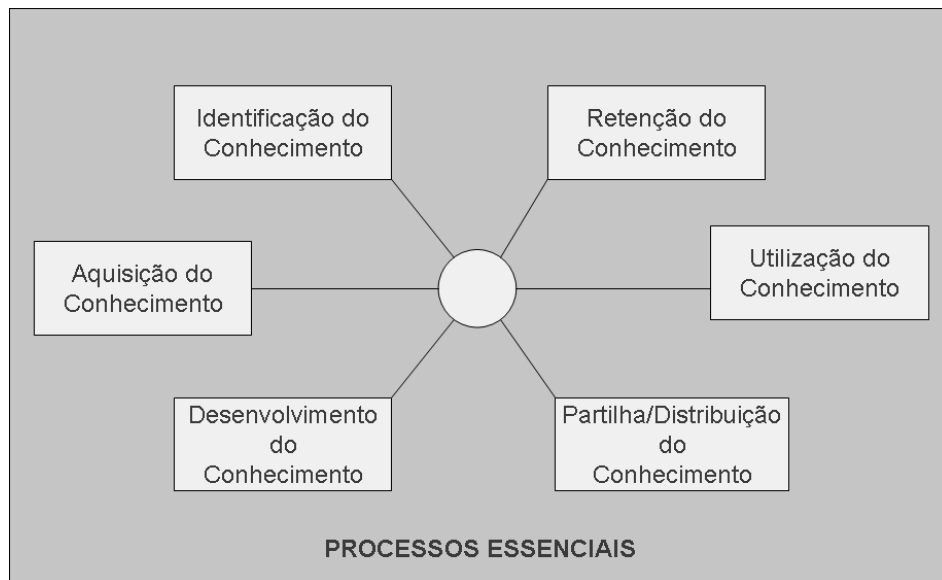 Identificação do
Conhecimento
Retenção do
Conhecimento
Aquisição do
Conhecimento
Utilização do
Conhecimento
Desenvolvimento
do
Conhecimento
Partilha/Distribuição
do
Conhecimento
PROCESSOS ESSENCIAIS